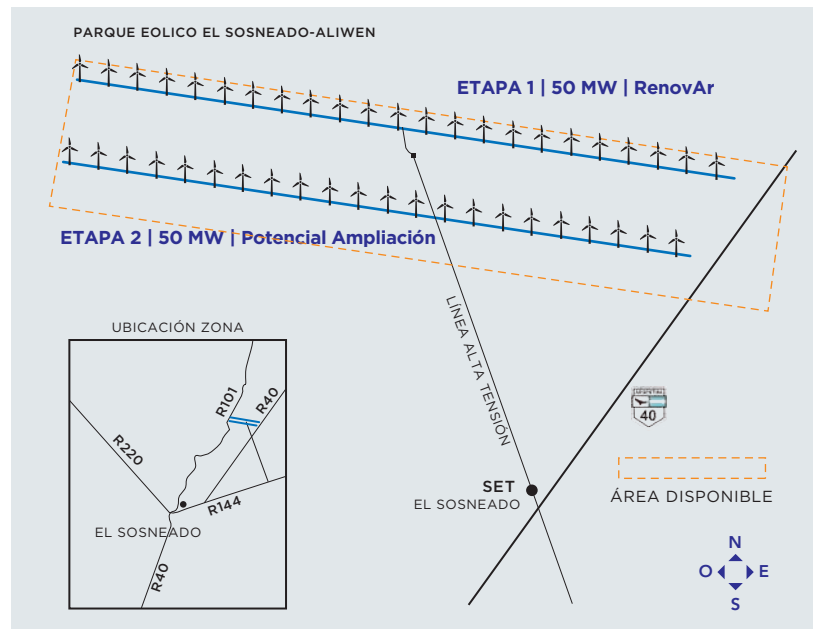 PARQUE EOLICO EL SOSNEADO-ALIWEN
ETAPA 1 | 50 MW | RenovAr
ETAPA 2 | 50 MW | Potencial Ampliación
LÍNEA ALTA TENSIÓN
UBICACIÓN ZONA
R101
R40
R220
R144
EL SOSNEADO
R40
40
SET
EL SOSNEADO
ÁREA DISPONIBLE
N
O E
S